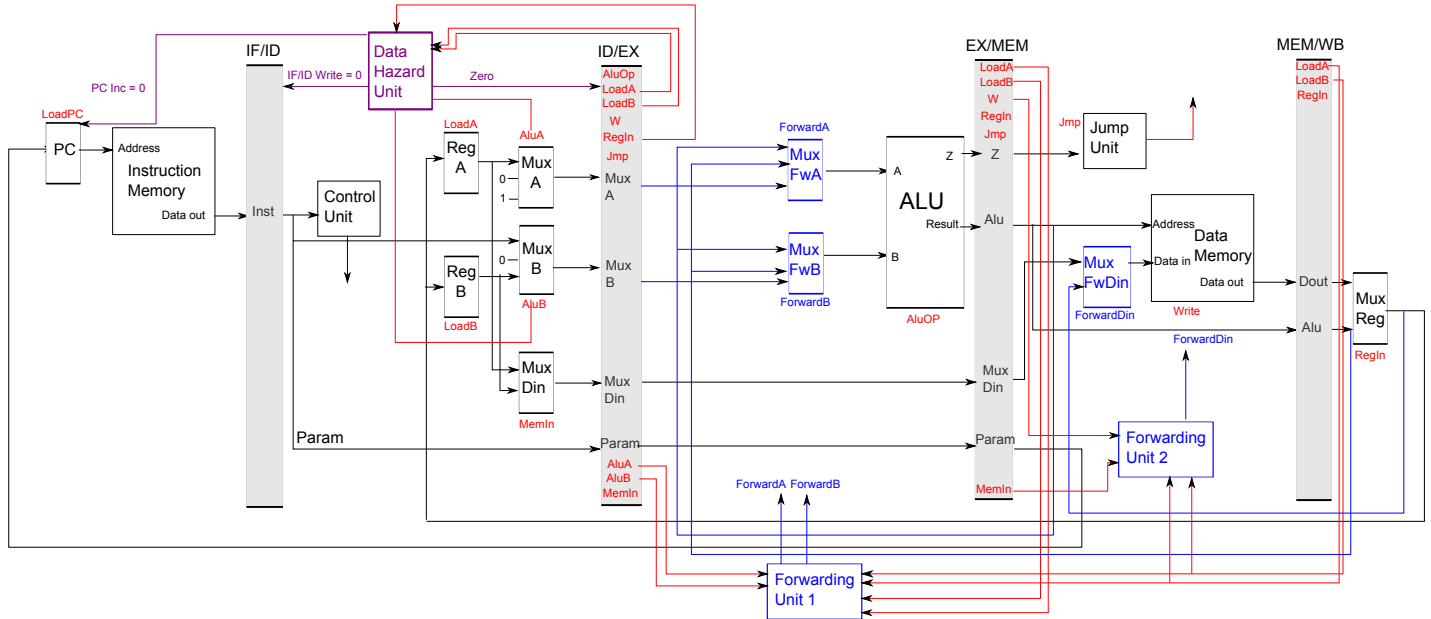 IF/ID
Data
Hazard
Unit
ID/EX
EX/MEM
MEM/WB
PC Inc = 0
IF/ID Write = 0
Zero
LoadPC
PC
Address
Instruction
Memory
Data out
Inst
Control
Unit
Param
LoadA
Reg
A
AluA
Mux
A
0
1
Mux
B
0
AluB
Reg
B
LoadB
Mux
Din
MemIn
AluOp
LoadA
LoadB
W
RegIn
Jmp
Mux
A
Mux
B
Mux
Din
Param
AluA
AluB
MemIn
ForwardA
Mux
FwA
Mux
FwB
ForwardB
A
B
Z
ALU
Result
AluOP
LoadA
LoadB
W
RegIn
Jmp
Z
Alu
Mux
Din
Param
MemIn
Jmp
Jump
Unit
Address
Data
Memory
Data in
Data out
Write
Mux
FwDin
ForwardDin
ForwardDin
Forwarding
Unit 2
LoadA
LoadB
RegIn
Dout
Alu
Mux
Reg
RegIn
ForwardA ForwardB
Forwarding
Unit 1